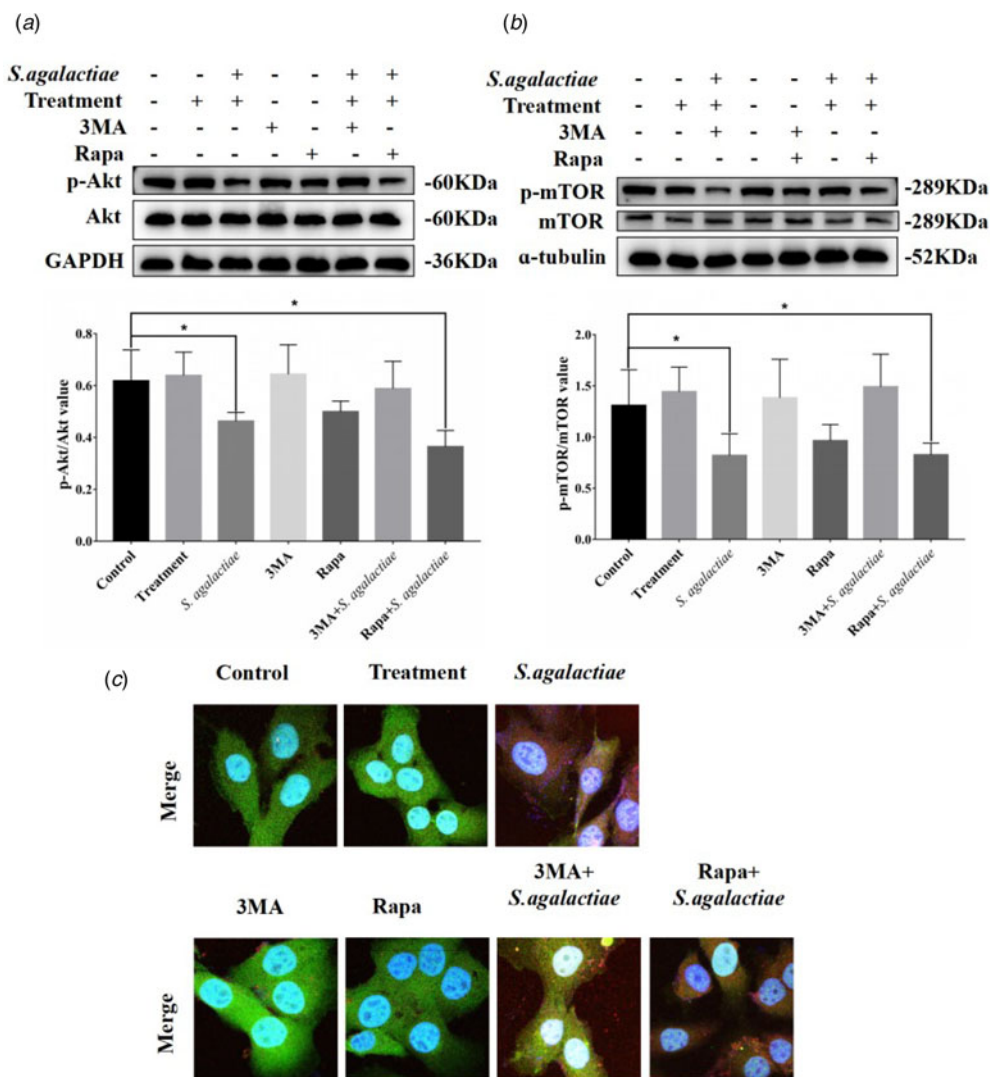 (a)
S.agalactiae - - + - - + +
Treatment - + + - - + +
3MA - - - + - + -
Rapa - - - - + - +
p-Akt -60KDa
Akt -60KDa
GAPDH -36KDa
*
*
p-Akt/Akt value
0.8
0.6
0.4
0.2
0.0
Control
Treatment
S. agalactiae
3MA
Rapa
3MA+S. agalactiae
Rapa+S. agalactiae
(b)
S.agalactiae - - + - - + +
Treatment - + + - - + +
3MA - - + - + - -
Rapa - - - - + - +
p-mTOR -289KDa
mTOR -289KDa
α-tubulin -52KDa
*
*
p-mTOR/mTOR value
2.0
1.5
1.0
0.5
0.0
Control
Treatment
S. agalactiae
3MA
Rapa
3MA+S. agalactiae
Rapa+S. agalactiae
(c)
Control Treatment S.agalactiae
Merge
3MA Rapa 3MA+ S.agalactiae Rapa+ S.agalactiae
Merge